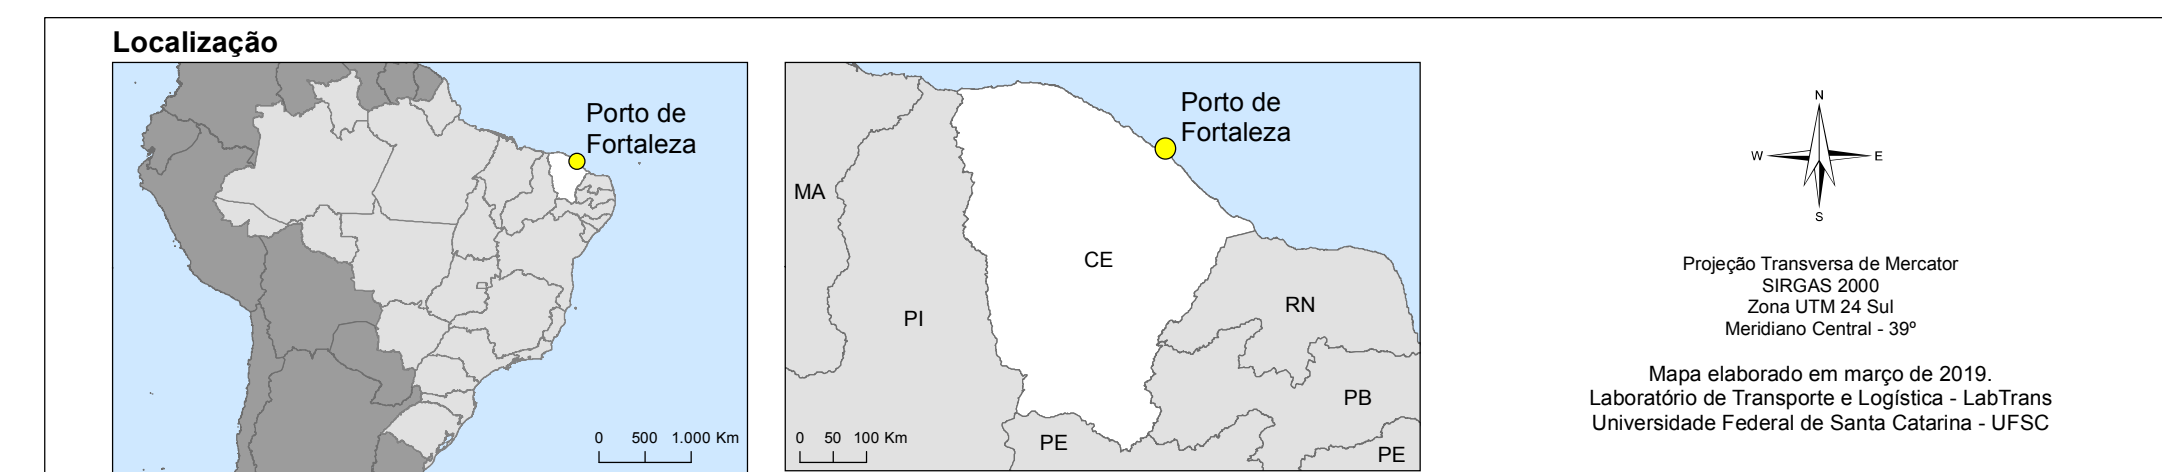 Localização
Porto de
Fortaleza
0 500 1.000 Km
Porto de
Fortaleza
MA
CE
RN
PI
PB
PE
PE
0 50 100 Km
N
W E
S
Projeção Transversa de Mercator
SIRGAS 2000
Zona UTM 24 Sul
Meridiano Central - 39º
Mapa elaborado em março de 2019.
Laboratório de Transporte e Logística - LabTrans
Universidade Federal de Santa Catarina - UFSC